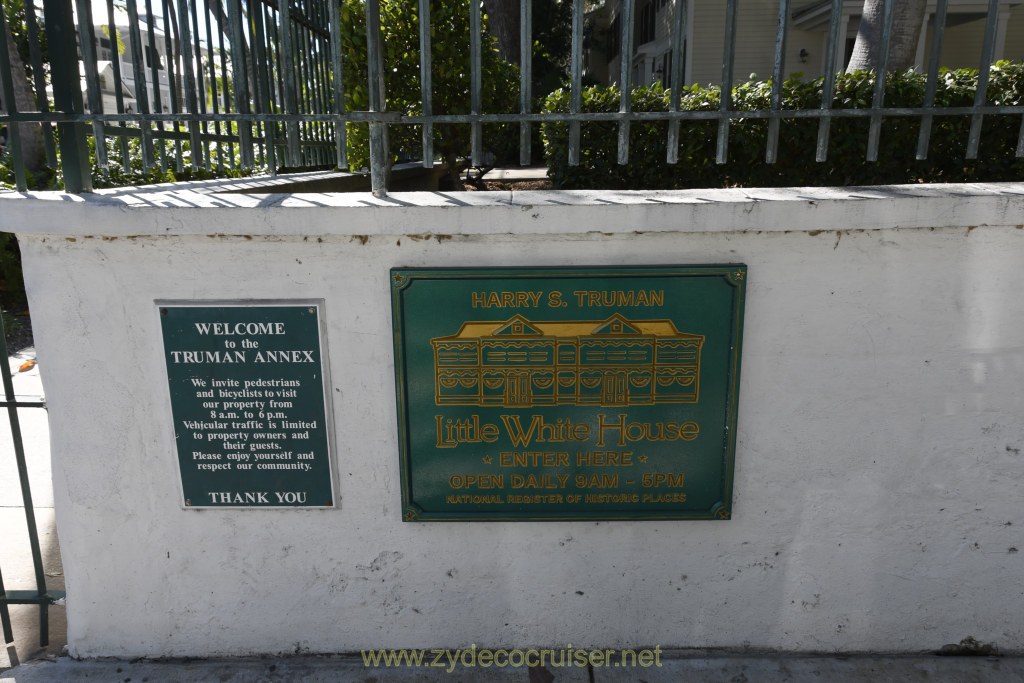 WELCOME
to the
TRUMAN ANNEX
We invite pedestrians
and bicyclists to visit
our property from
8 a.m. to 6 p.m.
Vehicular traffic is limited
to property owners and
their guests.
Please enjoy yourself and
respect our community.
THANK YOU
HARRY S. TRUMAN
Little White House
★ ENTER HERE ★
OPEN DAILY 9AM - 5PM
NATIONAL REGISTER OF HISTORIC PLACES
www.zydecocruiser.net